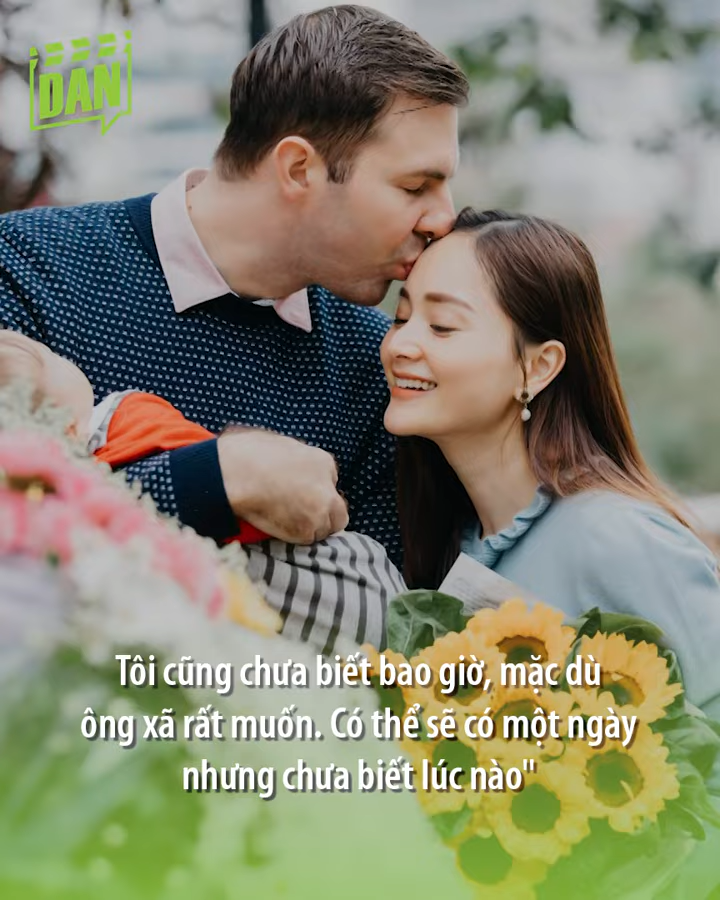 DAN
Tôi cũng chưa biết bao giờ, mặc dù
ông xã rất muốn. Có thể sẽ có một ngày
nhưng chưa biết lúc nào"